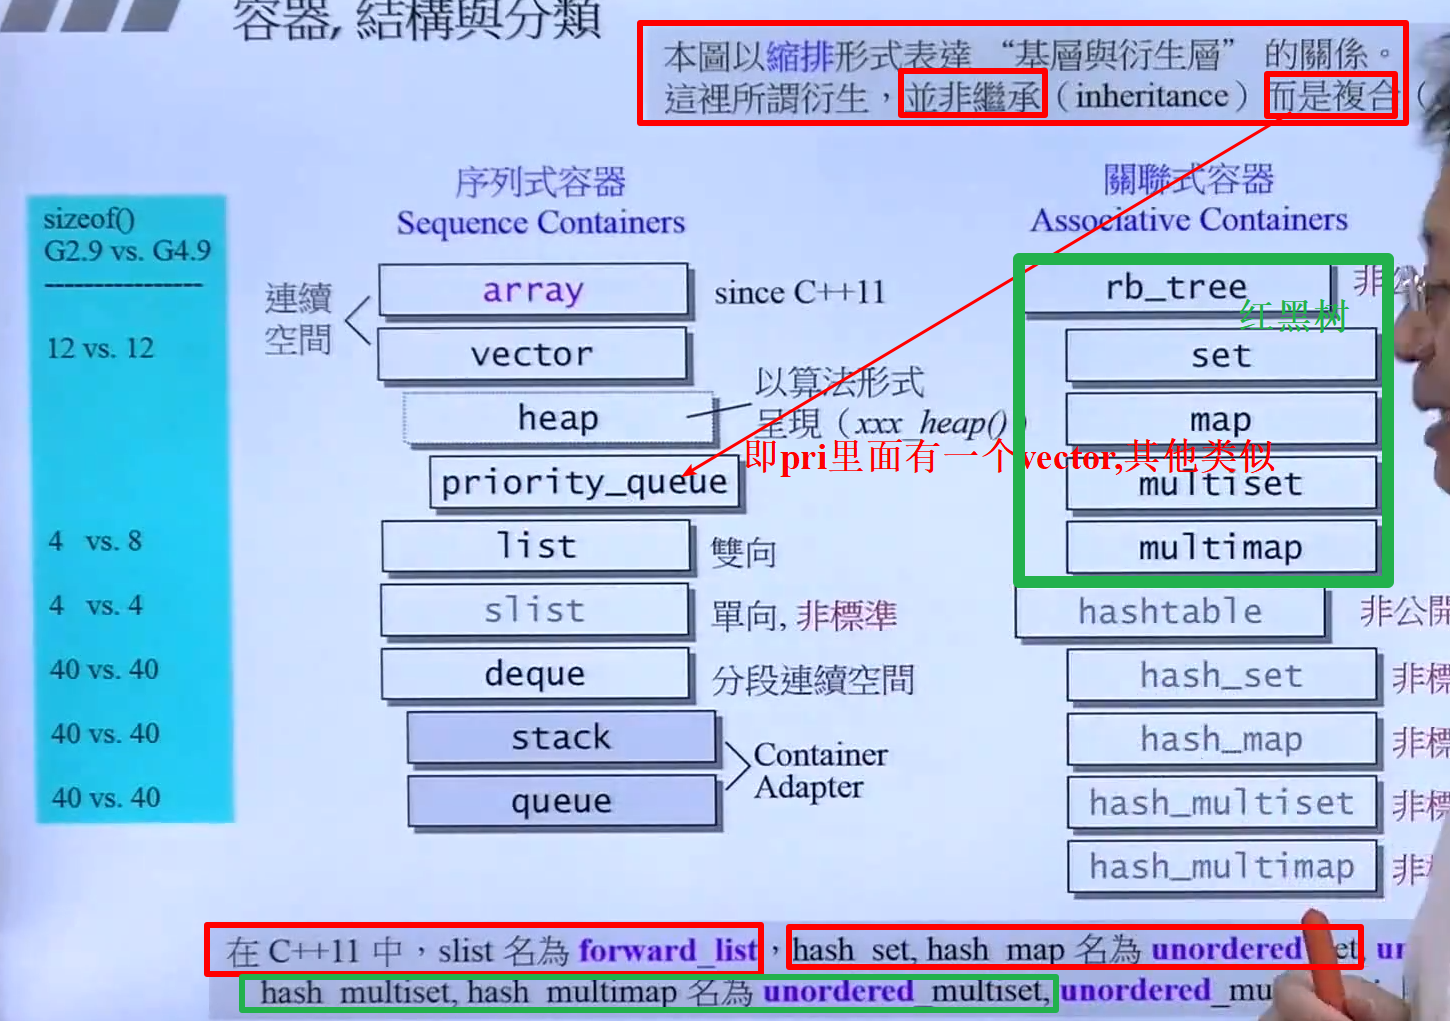 容器, 結構與分類
本圖以縮排形式表達 “基層與衍生層” 的關係。
這裡所謂衍生，並非繼承（inheritance）而是複合（
序列式容器
Sequence Containers
關聯式容器
Associative Containers
sizeof()
G2.9 vs. G4.9
----------------
12 vs. 12
4 vs. 8
4 vs. 4
40 vs. 40
40 vs. 40
40 vs. 40
連續
空間
array
since C++11
vector
heap
以算法形式
呈現（xxx_heap()）
即pri里面有一个vector,其他类似
priority_queue
list
雙向
slist
單向, 非標準
deque
分段連續空間
stack
queue
Container
Adapter
rb_tree
非公
红黑树
set
map
multiset
multimap
hashtable
非公開
hash_set
非標
hash_map
非標
hash_multiset
非標
hash_multimap
非
在 C++11 中，slist 名為 forward_list，hash_set, hash_map 名為 unordered_set,
hash_multiset, hash_multimap 名為 unordered_multiset, unordered_mu